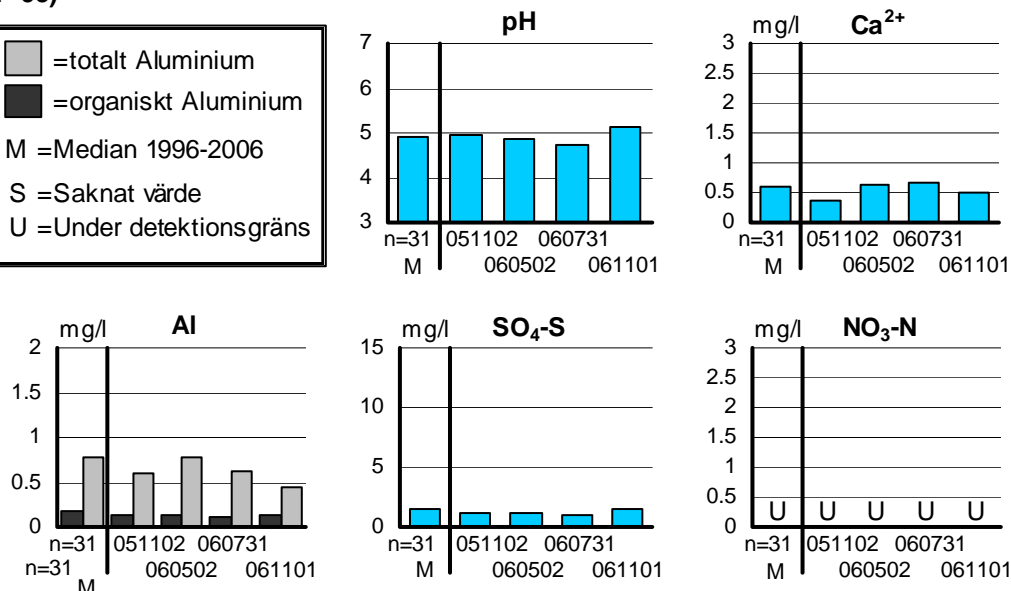 =totalt Aluminium
=organiskt Aluminium
M =Median 1996-2006
S =Saknat värde
U =Under detektionsgräns
pH
7
6
5
4
3
n=31 051102 060731
M 060502 061101
mg/l Ca2+
3
2.5
2
1.5
1
0.5
0
n=31 051102 060731
M 060502 061101
mg/l Al
2
1.5
1
0.5
0
n=31 051102 060731
n=31 060502 061101
M
mg/l SO4-S
15
10
5
0
n=31 051102 060731
M 060502 061101
mg/l NO3-N
3
2.5
2
1.5
1
0.5
0
U U U U U
n=31 051102 060731
M 060502 061101